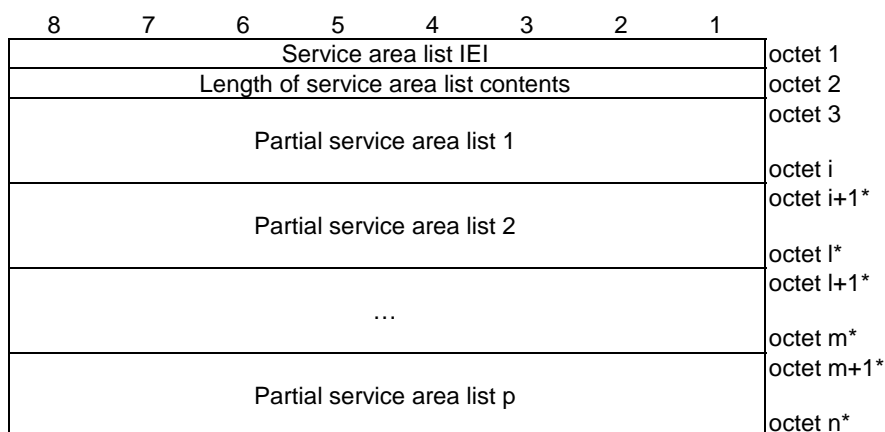 8 7 6 5 4 3 2 1
Service area list IEI octet 1
Length of service area list contents octet 2
octet 3
Partial service area list 1
octet i
octet i+1*
Partial service area list 2
octet l*
octet l+1*
…
octet m*
octet m+1*
Partial service area list p
octet n*